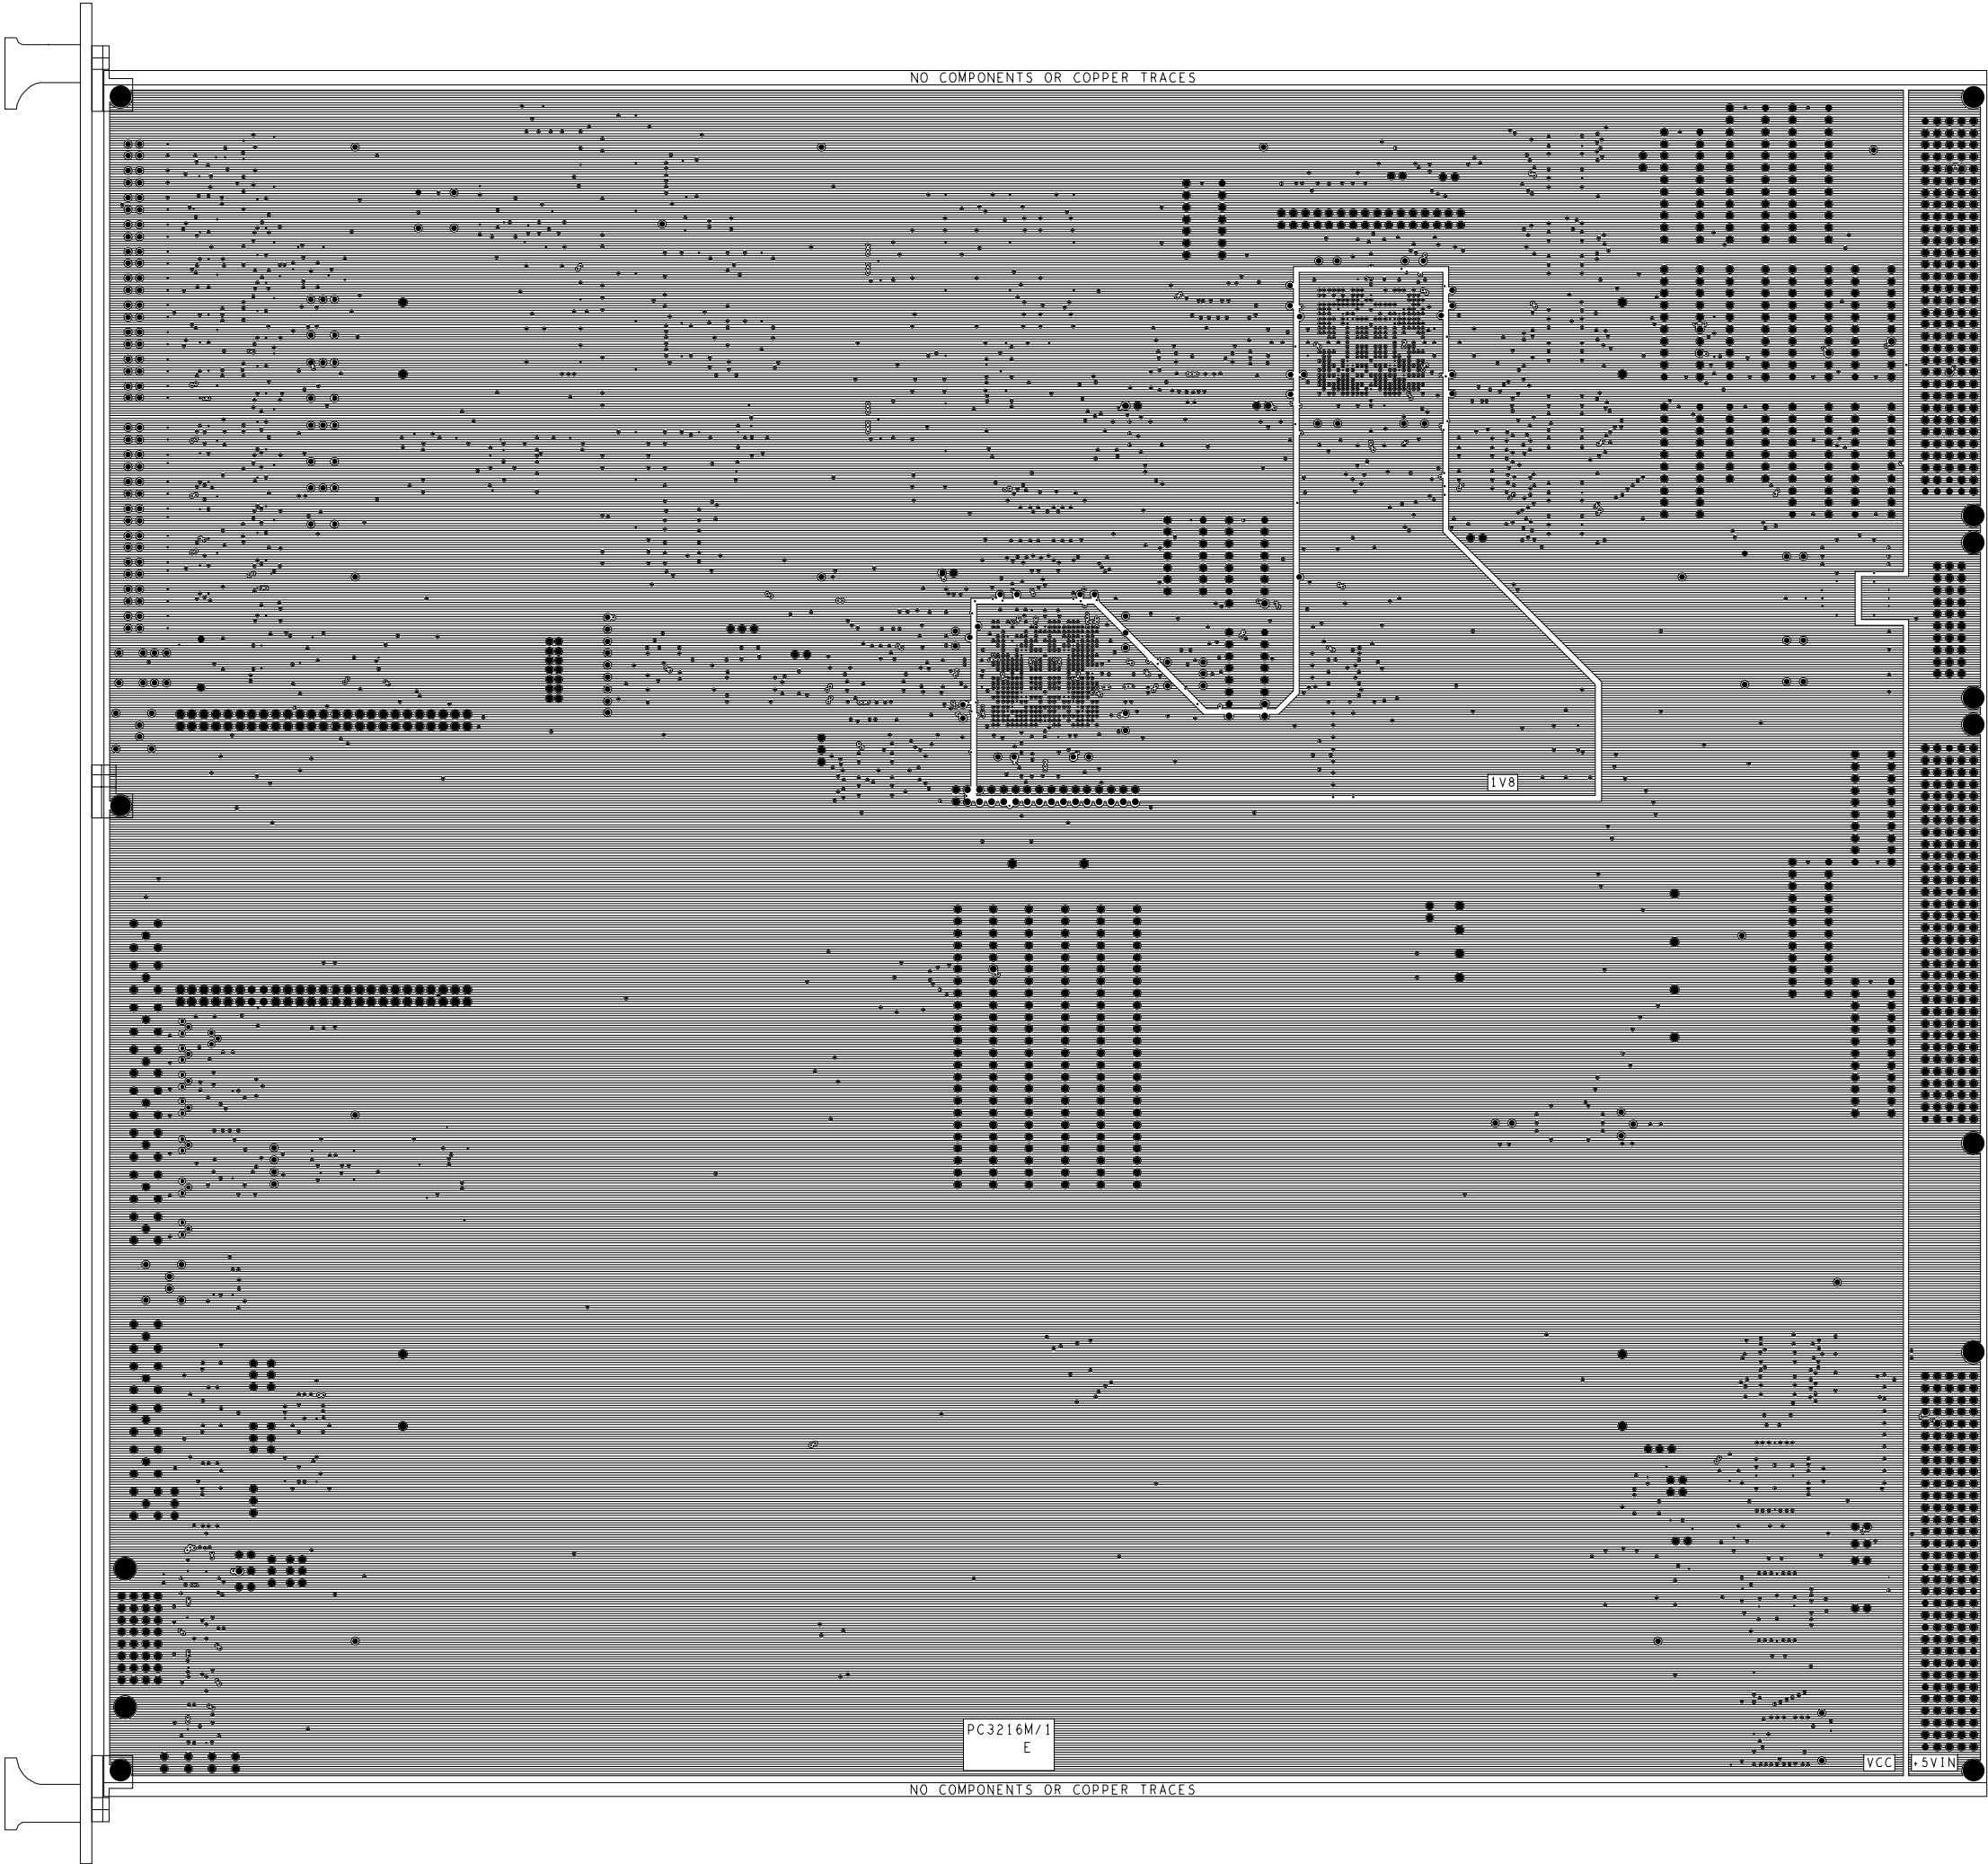 NO COMPONENTS OR COPPER TRACES
1V8
PC3216M/1
E
VCC
+5VIN
NO COMPONENTS OR COPPER TRACES